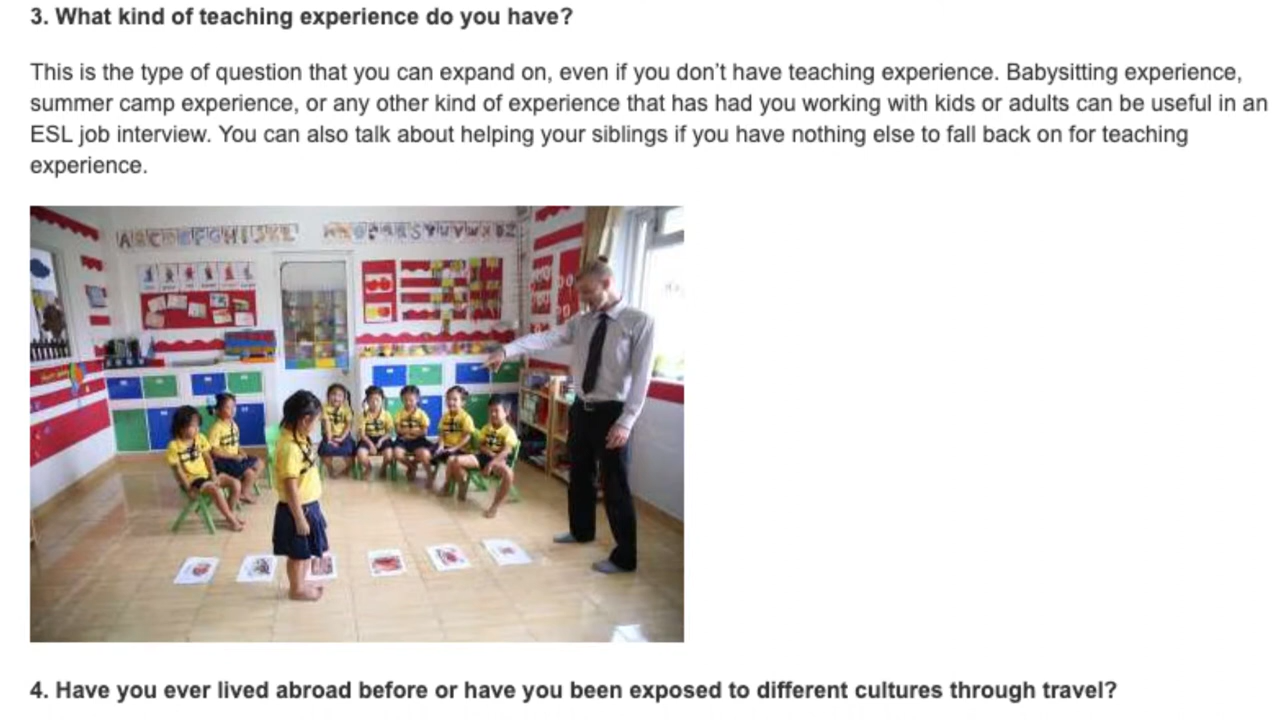 3. What kind of teaching experience do you have?
This is the type of question that you can expand on, even if you don’t have teaching experience. Babysitting experience,
summer camp experience, or any other kind of experience that has had you working with kids or adults can be useful in an
ESL job interview. You can also talk about helping your siblings if you have nothing else to fall back on for teaching
experience.
4. Have you ever lived abroad before or have you been exposed to different cultures through travel?